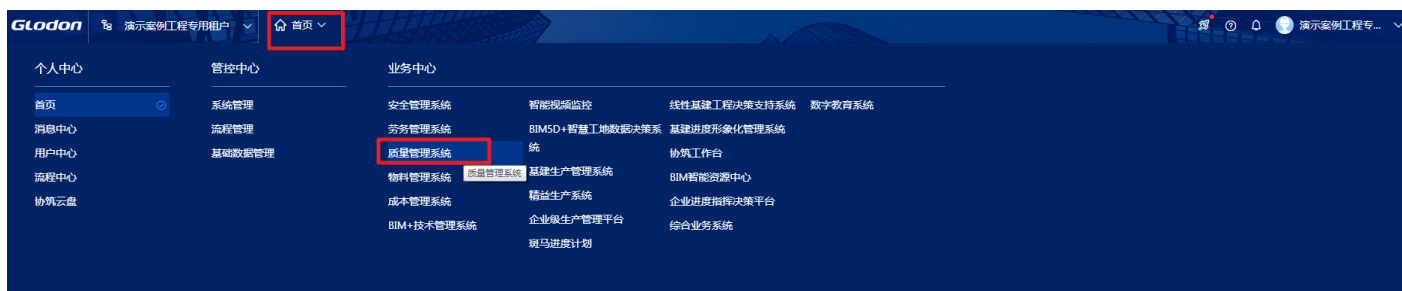 GLODON 演示案例工程专用租户 首页 演示案例工程专...
个人中心 管控中心 业务中心
首页 系统管理 安全管理系统 智能视频监控 线性基建工程决策支持系统 数字教育系统
消息中心 流程管理 劳务管理系统 BIM5D+智慧工地数据决策系 基建进度形象化管理系统
用户中心 基础数据管理 质量管理系统 统 协筑工作台
流程中心 物料管理系统 质量管理系统 基建生产管理系统 BIM智能资源中心
协筑云盘 成本管理系统 精益生产系统 企业进度指挥决策平台
BIM+技术管理系统 企业级生产管理平台 综合业务系统
斑马进度计划